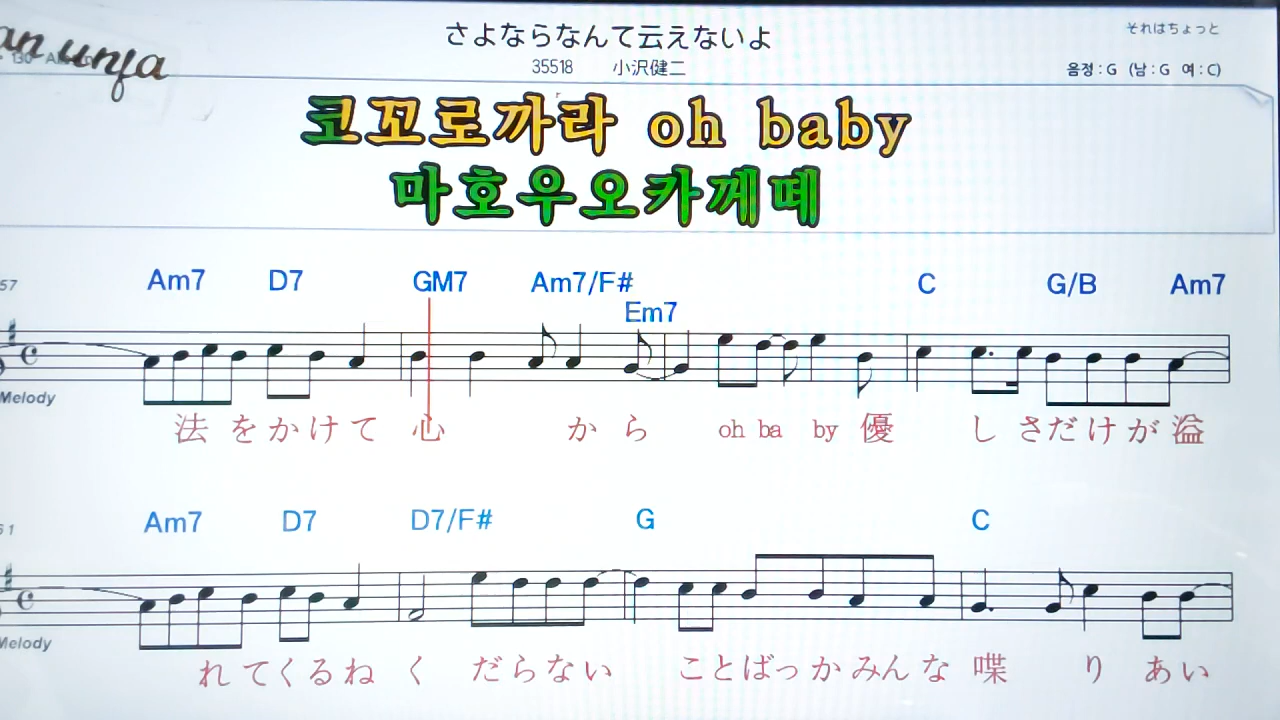 さよならなんて云えないよ
それはちょっと
35518 小沢健二
음정 : G (남 : G 여 : C)
코꼬로까라 oh baby
마호우오카께떼
57
Am7 D7 GM7 Am7/F# Em7 C G/B Am7
Melody
法 を か け て 心 か ら oh ba by 優 し さ だ け が 溢
61
Am7 D7 D7/F# G C
Melody
れ て く る ね く だ ら な い こ と ば っ か み ん な 喋 り あ い